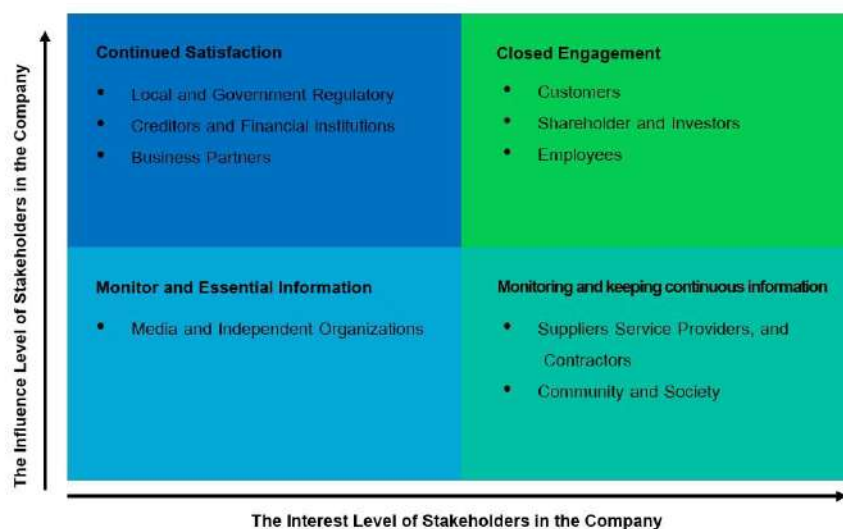 The Influence Level of Stakeholders in the Company
Continued Satisfaction
• Local and Government Regulatory
• Creditors and Financial Institutions
• Business Partners
Closed Engagement
• Customers
• Shareholder and Investors
• Employees
Monitor and Essential Information
• Media and Independent Organizations
Monitoring and keeping continuous information
• Suppliers Service Providers, and
Contractors
• Community and Society
The Interest Level of Stakeholders in the Company